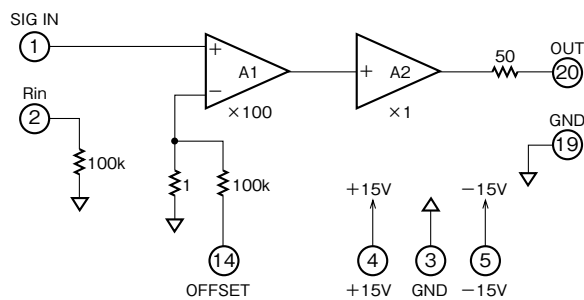 SIG IN
1
+
−
A1
×100
+
A2
×1
50
OUT
20
Rin
2
100k
1
100k
14
OFFSET
GND
19
+15V
4
+15V
3
GND
−15V
5
−15V